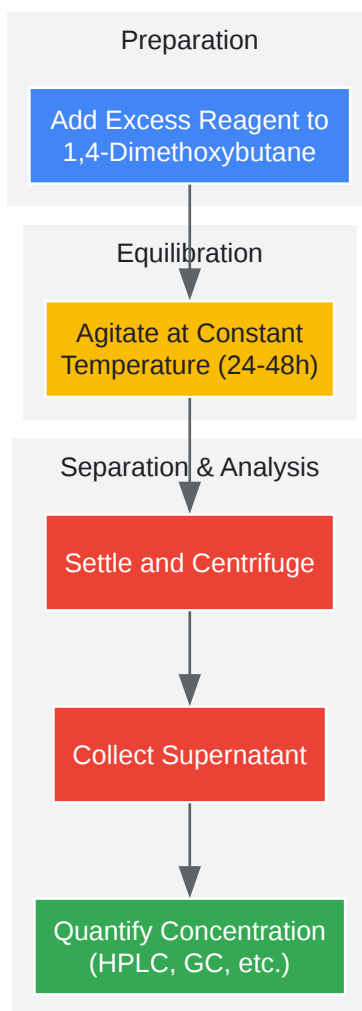 Preparation
Add Excess Reagent to
1,4-Dimethoxybutane
Equilibration
Agitate at Constant
Temperature (24-48h)
Separation & Analysis
Settle and Centrifuge
Collect Supernatant
Quantify Concentration
(HPLC, GC, etc.)